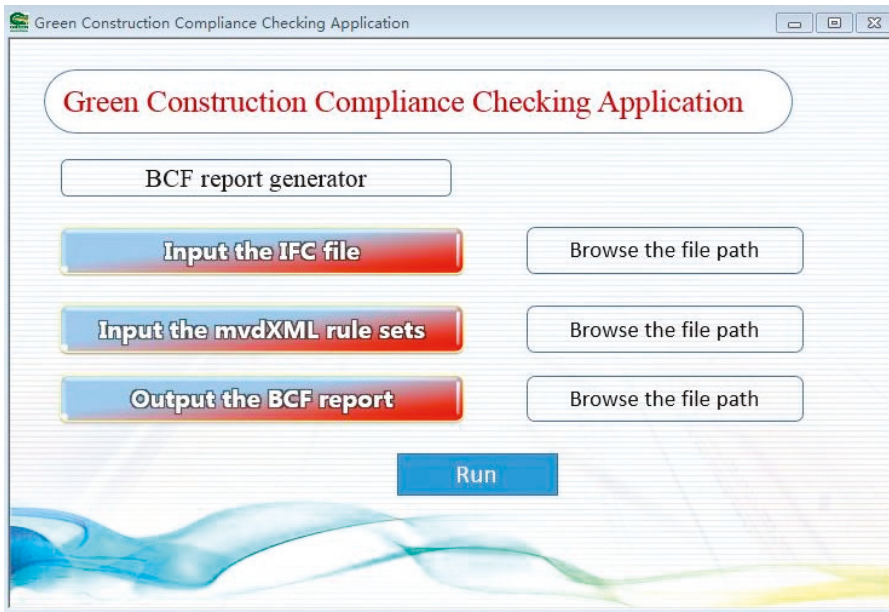 Green Construction Compliance Checking Application
Green Construction Compliance Checking Application
BCF report generator
Input the IFC file
Browse the file path
Input the mvdXML rule sets
Browse the file path
Output the BCF report
Browse the file path
Run